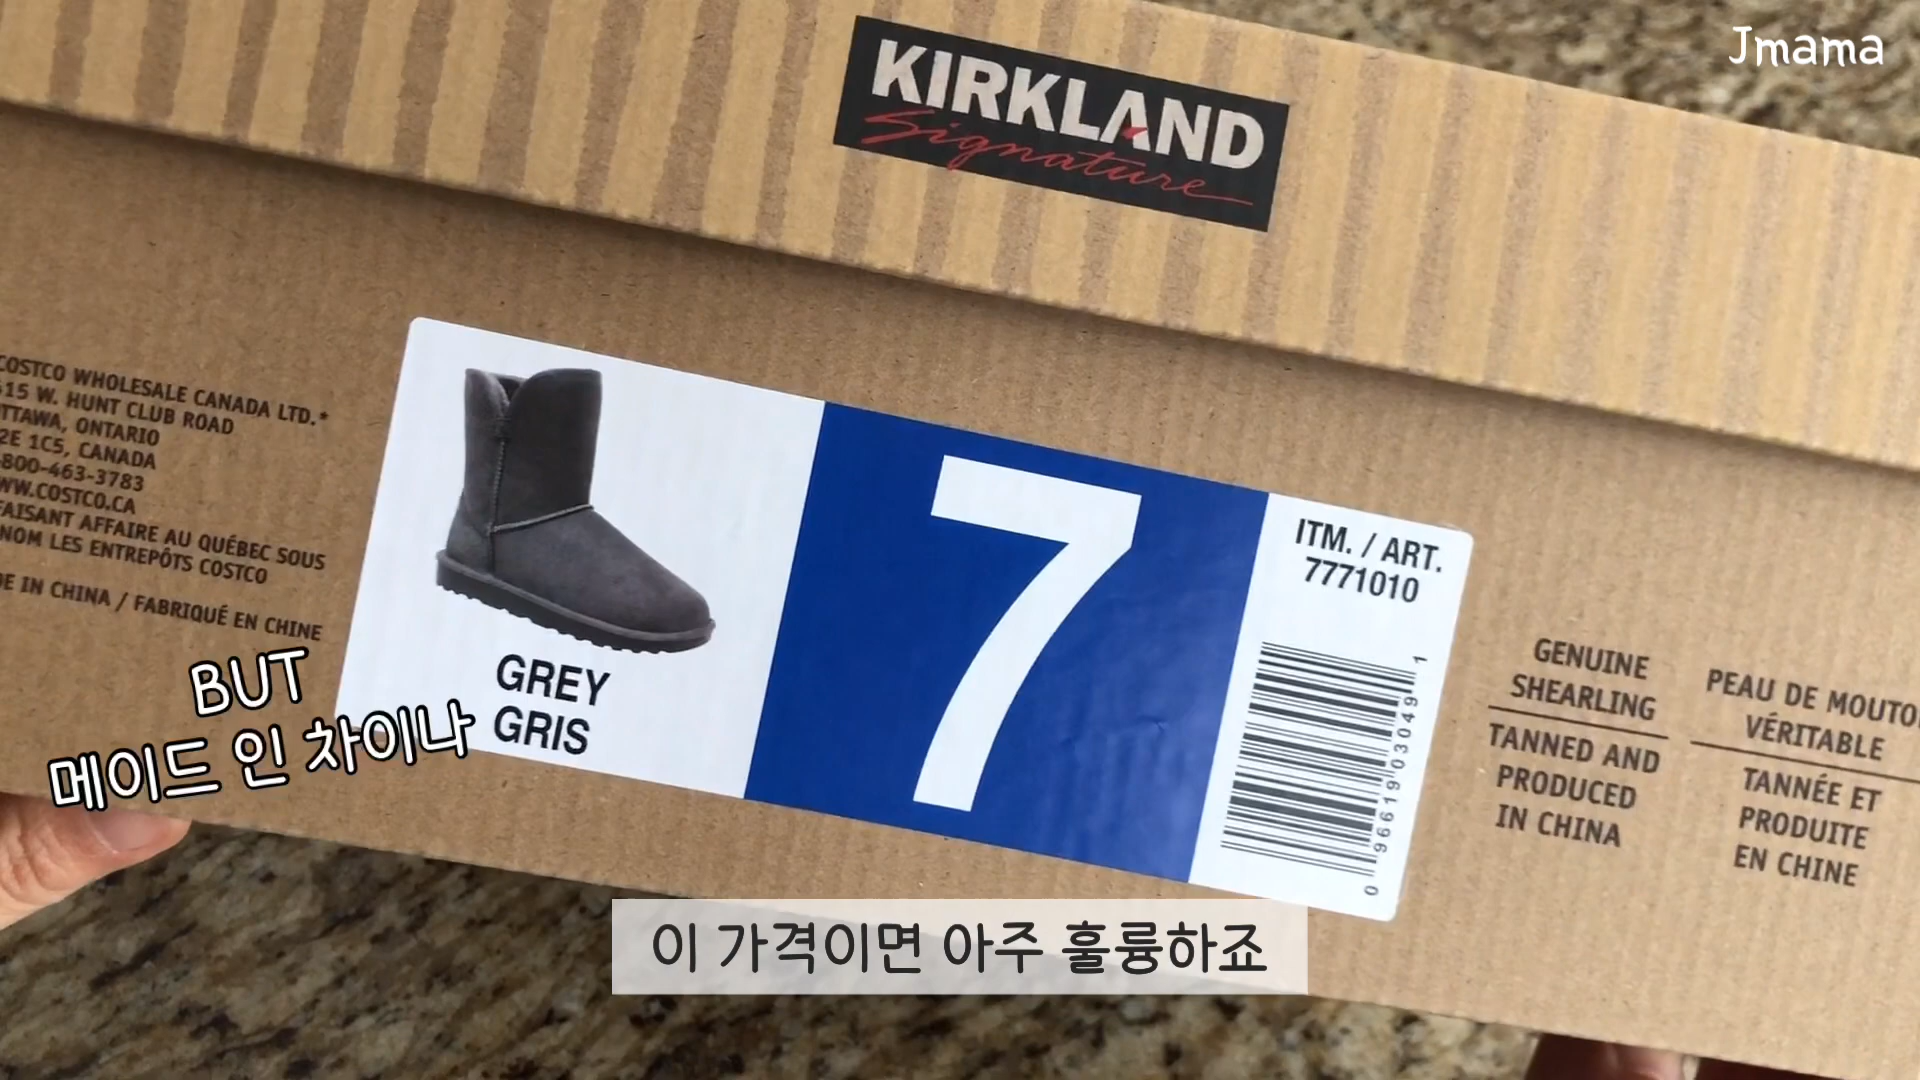 Jmama
KIRKLAND
Signature
COSTCO WHOLESALE CANADA LTD.*
415 W. HUNT CLUB ROAD
OTTAWA, ONTARIO
2E 1C5, CANADA
-800-463-3783
WW.COSTCO.CA
FAISANT AFFAIRE AU QUÉBEC SOUS
NOM LES ENTREPÔTS COSTCO
IN CHINA / FABRIQUÉ EN CHINE
GREY
GRIS
7
ITM. / ART.
7771010
0 96619 03049 1
GENUINE
SHEARLING
TANNED AND
PRODUCED
IN CHINA
PEAU DE MOUTO
VÉRITABLE
TANNÉE ET
PRODUITE
EN CHINE
BUT
메이드 인 차이나
이 가격이면 아주 훌륭하죠